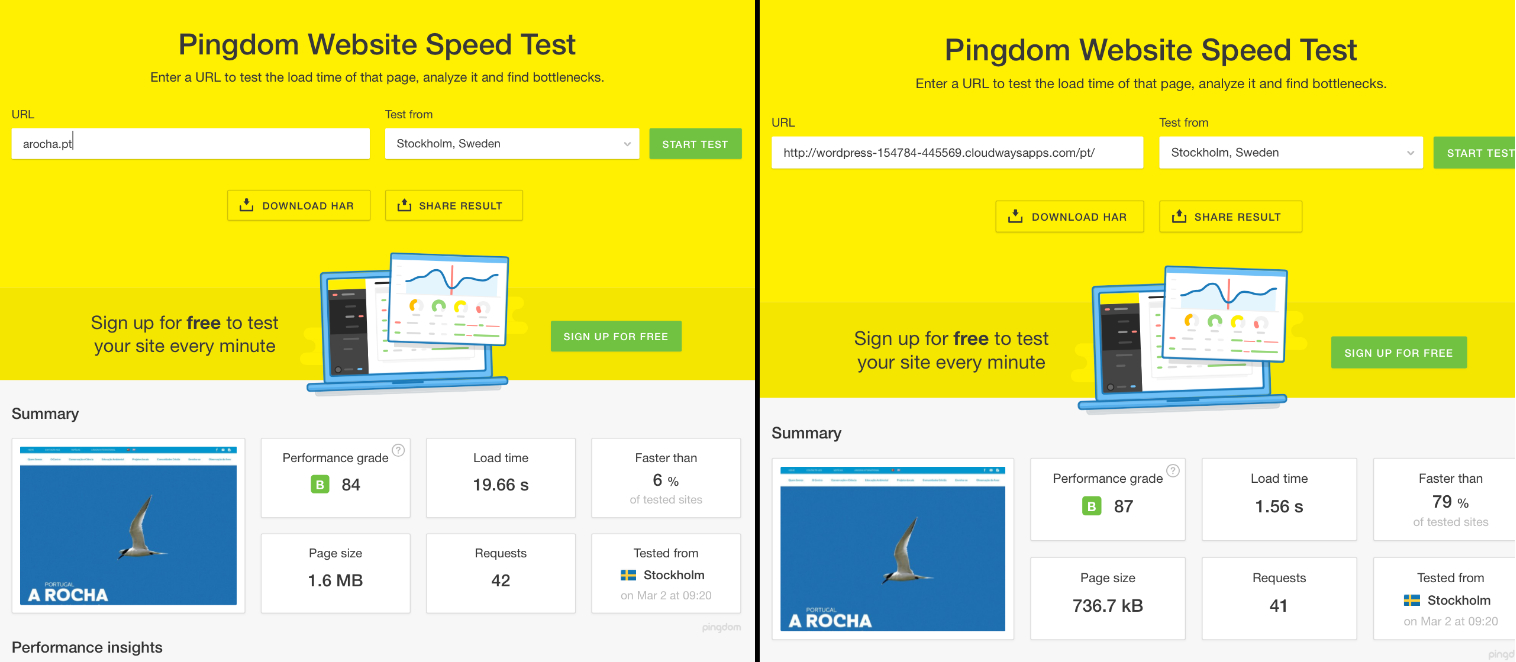 Pingdom Website Speed Test
Enter a URL to test the load time of that page, analyze it and find bottlenecks.
URL
Test from
arocha.pt
Stockholm, Sweden
START TEST
DOWNLOAD HAR
SHARE RESULT
Sign up for free to test
your site every minute
SIGN UP FOR FREE
Summary
PORTUGAL
A ROCHA
Performance grade
?
B 84
Load time
19.66 s
Faster than
6 %
of tested sites
Page size
1.6 MB
Requests
42
Tested from
Stockholm
on Mar 2 at 09:20
pingdom
Performance insights
Pingdom Website Speed Test
Enter a URL to test the load time of that page, analyze it and find bottlenecks.
URL
Test from
http://wordpress-154784-445569.cloudwaysapps.com/pt/
Stockholm, Sweden
START TEST
DOWNLOAD HAR
SHARE RESULT
Sign up for free to test
your site every minute
SIGN UP FOR FREE
Summary
PORTUGAL
A ROCHA
Performance grade
?
B 87
Load time
1.56 s
Faster than
79 %
of tested sites
Page size
736.7 kB
Requests
41
Tested from
Stockholm
on Mar 2 at 09:20
pingd